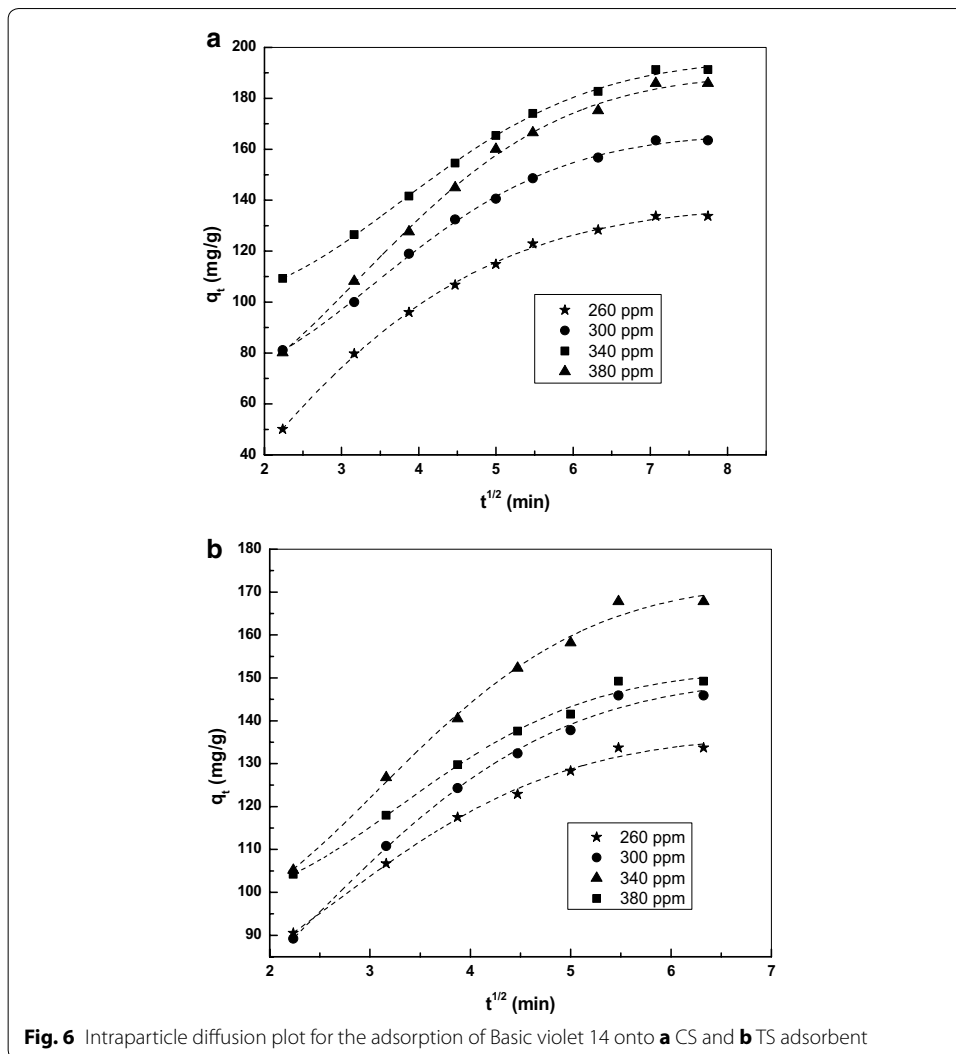 a
200
180
160
140
120
100
80
60
40
q_t (mg/g)
★ 260 ppm
● 300 ppm
■ 340 ppm
▲ 380 ppm
2 3 4 5 6 7 8
t^{1/2} (min)
b
180
170
160
150
140
130
120
110
100
90
q_t (mg/g)
★ 260 ppm
● 300 ppm
▲ 340 ppm
■ 380 ppm
2 3 4 5 6 7
t^{1/2} (min)
Fig. 6 Intraparticle diffusion plot for the adsorption of Basic violet 14 onto a CS and b TS adsorbent